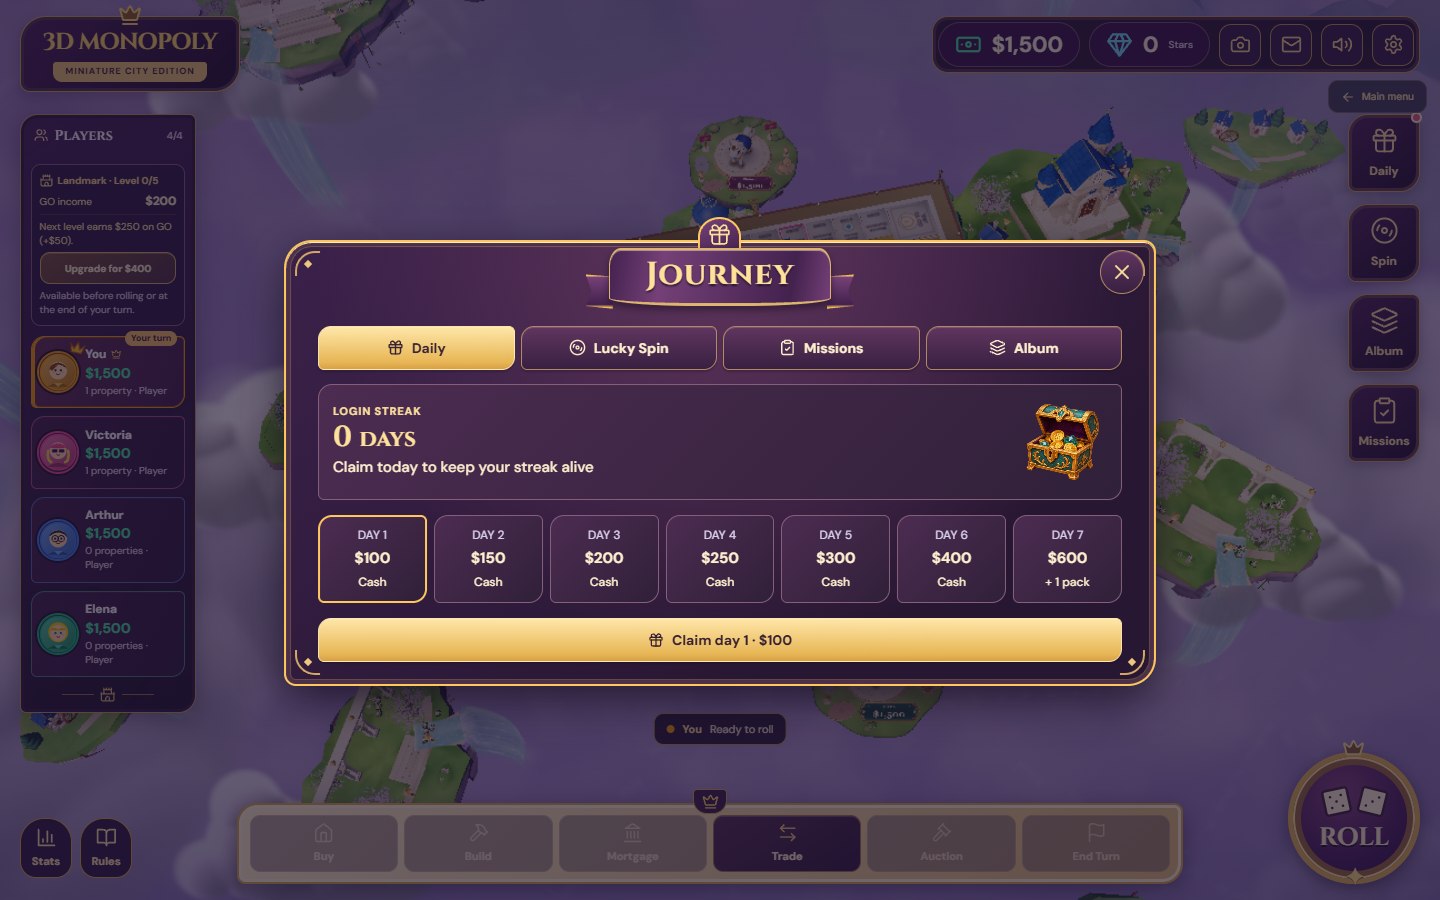 3D MONOPOLY
MINIATURE CITY EDITION
$1,500
0 Stars
Main menu
PLAYERS 4/4
Landmark · Level 0/5
GO income $200
Next level earns $250 on GO
(+$50).
Upgrade for $400
Available before rolling or at
the end of your turn.
Your turn
You
$1,500
1 property · Player
Victoria
$1,500
1 property · Player
Arthur
$1,500
0 properties ·
Player
Elena
$1,500
0 properties ·
Player
JOURNEY
Daily
Lucky Spin
Missions
Album
LOGIN STREAK
0 DAYS
Claim today to keep your streak alive
DAY 1
$100
Cash
DAY 2
$150
Cash
DAY 3
$200
Cash
DAY 4
$250
Cash
DAY 5
$300
Cash
DAY 6
$400
Cash
DAY 7
$600
+ 1 pack
Claim day 1 · $100
Daily
Spin
Album
Missions
$1,500
You Ready to roll
Stats
Rules
Buy
Build
Mortgage
Trade
Auction
End Turn
ROLL